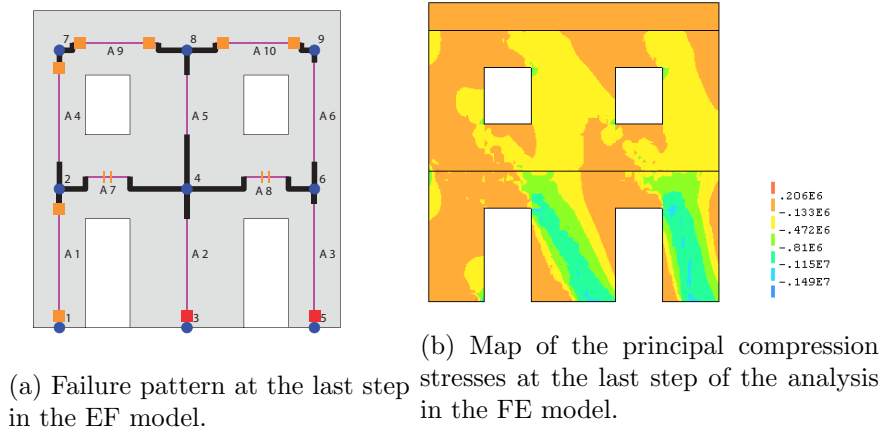 7
8
9
A 9
A 10
A 4
A 5
A 6
2
4
6
A 7
A 8
A 1
A 2
A 3
1
3
5
.206E6
-.133E6
-.472E6
-.81E6
-.115E7
-.149E7
(a) Failure pattern at the last step
in the EF model.
(b) Map of the principal compression
stresses at the last step of the analysis
in the FE model.